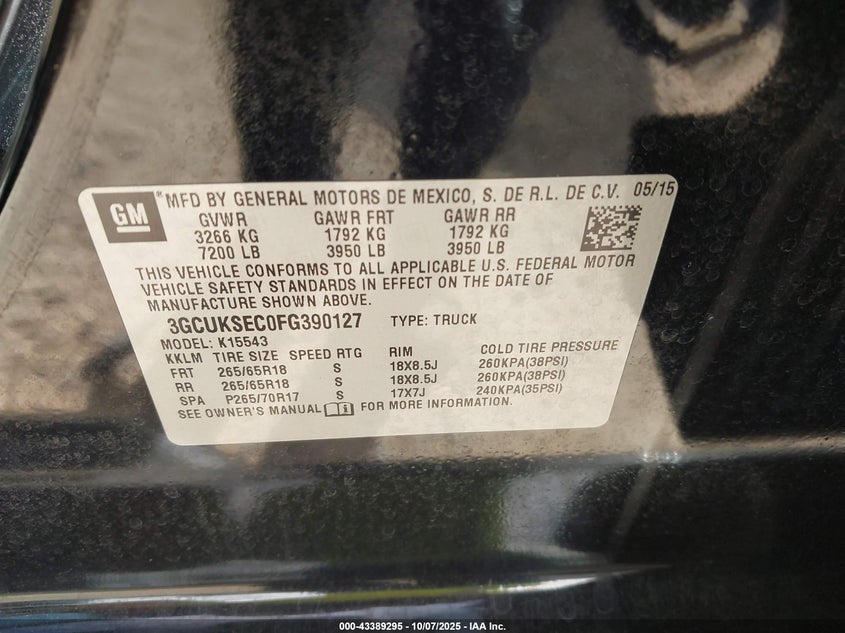 GM ® MFD BY GENERAL MOTORS DE MEXICO, S. DE R.L. DE C.V. 05/15
GVWR GAWR FRT GAWR RR
3266 KG 1792 KG 1792 KG
7200 LB 3950 LB 3950 LB
THIS VEHICLE CONFORMS TO ALL APPLICABLE U.S. FEDERAL MOTOR
VEHICLE SAFETY STANDARDS IN EFFECT ON THE DATE OF
MANUFACTURE SHOWN ABOVE.
3GCUKSEC0FG390127 TYPE: TRUCK
MODEL: K15543
KKLM TIRE SIZE SPEED RTG RIM COLD TIRE PRESSURE
FRT 265/65R18 S 18X8.5J 260KPA(38PSI)
RR 265/65R18 S 18X8.5J 260KPA(38PSI)
SPA P265/70R17 S 17X7J 240KPA(35PSI)
SEE OWNER'S MANUAL FOR MORE INFORMATION.
000-43389295 - 10/07/2025 - IAA Inc.